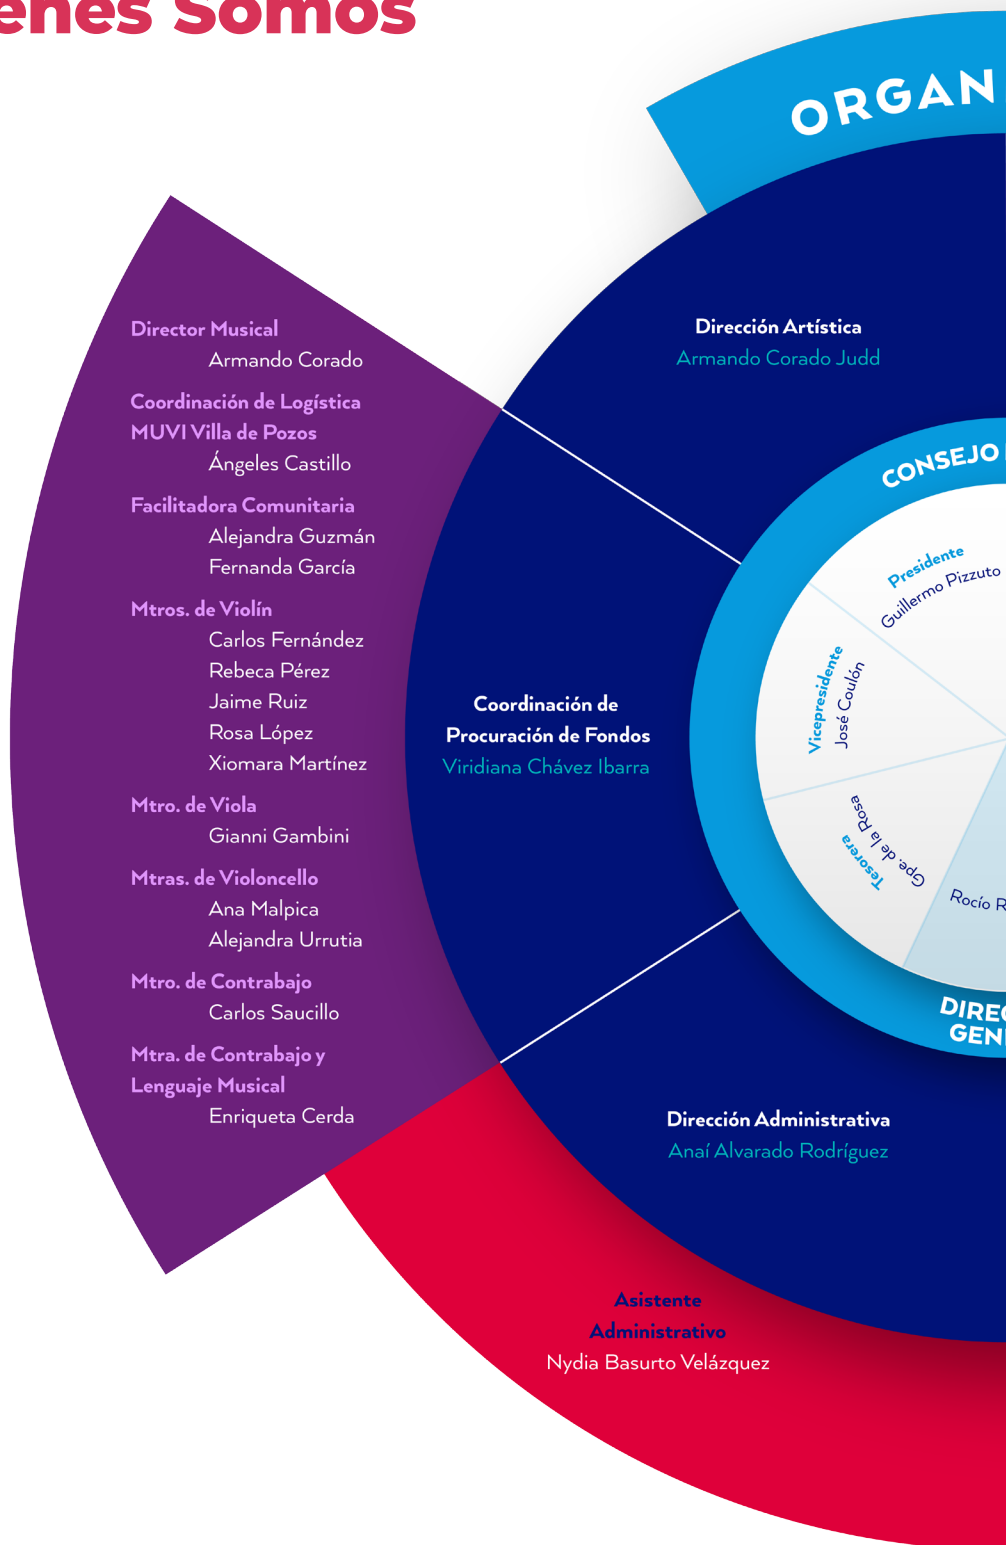 enes Somos
ORGAN
Director Musical
Armando Corado
Coordinación de Logística
MUVI Villa de Pozos
Ángeles Castillo
Facilitadora Comunitaria
Alejandra Guzmán
Fernanda García
Mtros. de Violín
Carlos Fernández
Rebeca Pérez
Jaime Ruiz
Rosa López
Xiomara Martínez
Mtro. de Viola
Gianni Gambini
Mtras. de Violoncello
Ana Malpica
Alejandra Urrutia
Mtro. de Contrabajo
Carlos Saucillo
Mtra. de Contrabajo y
Lenguaje Musical
Enriqueta Cerda
Dirección Artística
Armando Corado Judd
Coordinación de
Procuración de Fondos
Viridiana Chávez Ibarra
Dirección Administrativa
Anaí Alvarado Rodríguez
CONSEJO
Presidente
Guillermo Pizzuto
Vicepresidente
José Coulón
Tesorera
Gpe. de la Rosa
Rocío R
DIREC
GEN
Asistente
Administrativo
Nydia Basurto Velázquez